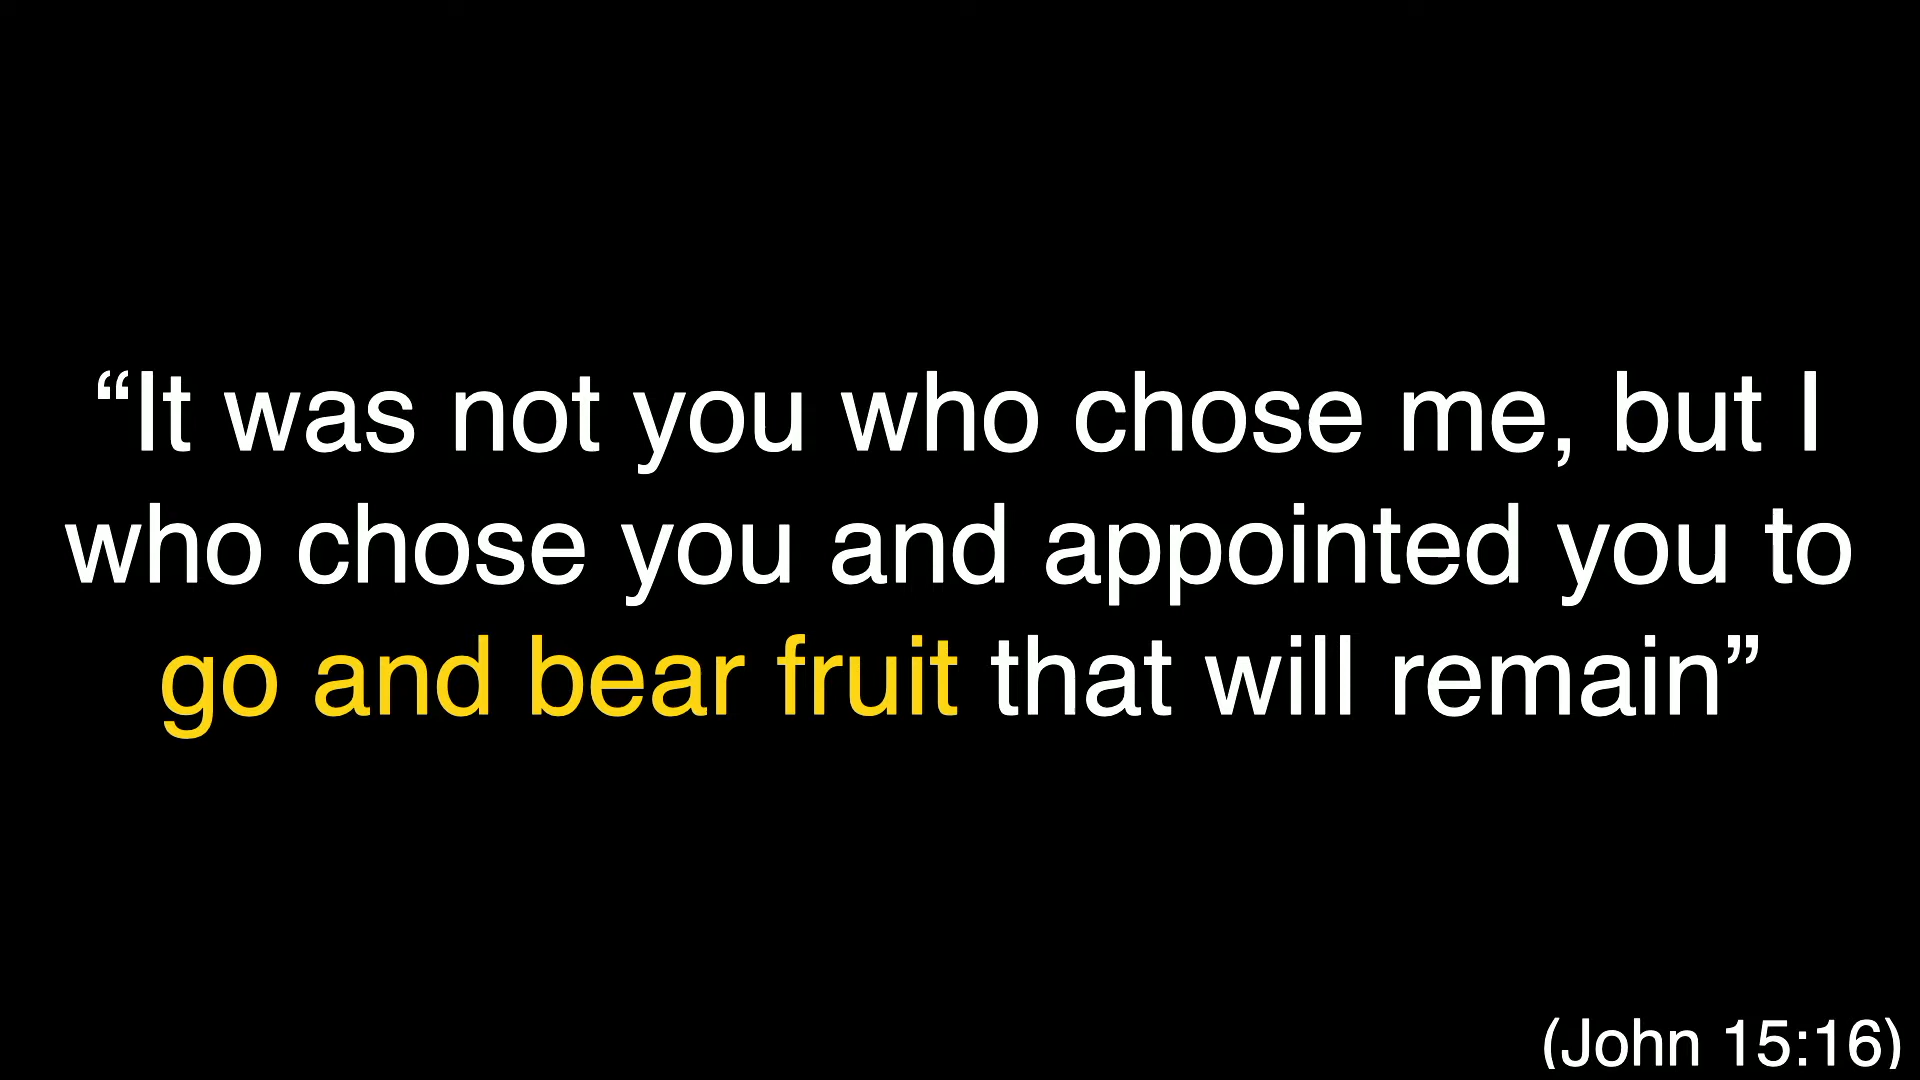 “It was not you who chose me, but I
who chose you and appointed you to
go and bear fruit that will remain”
(John 15:16)